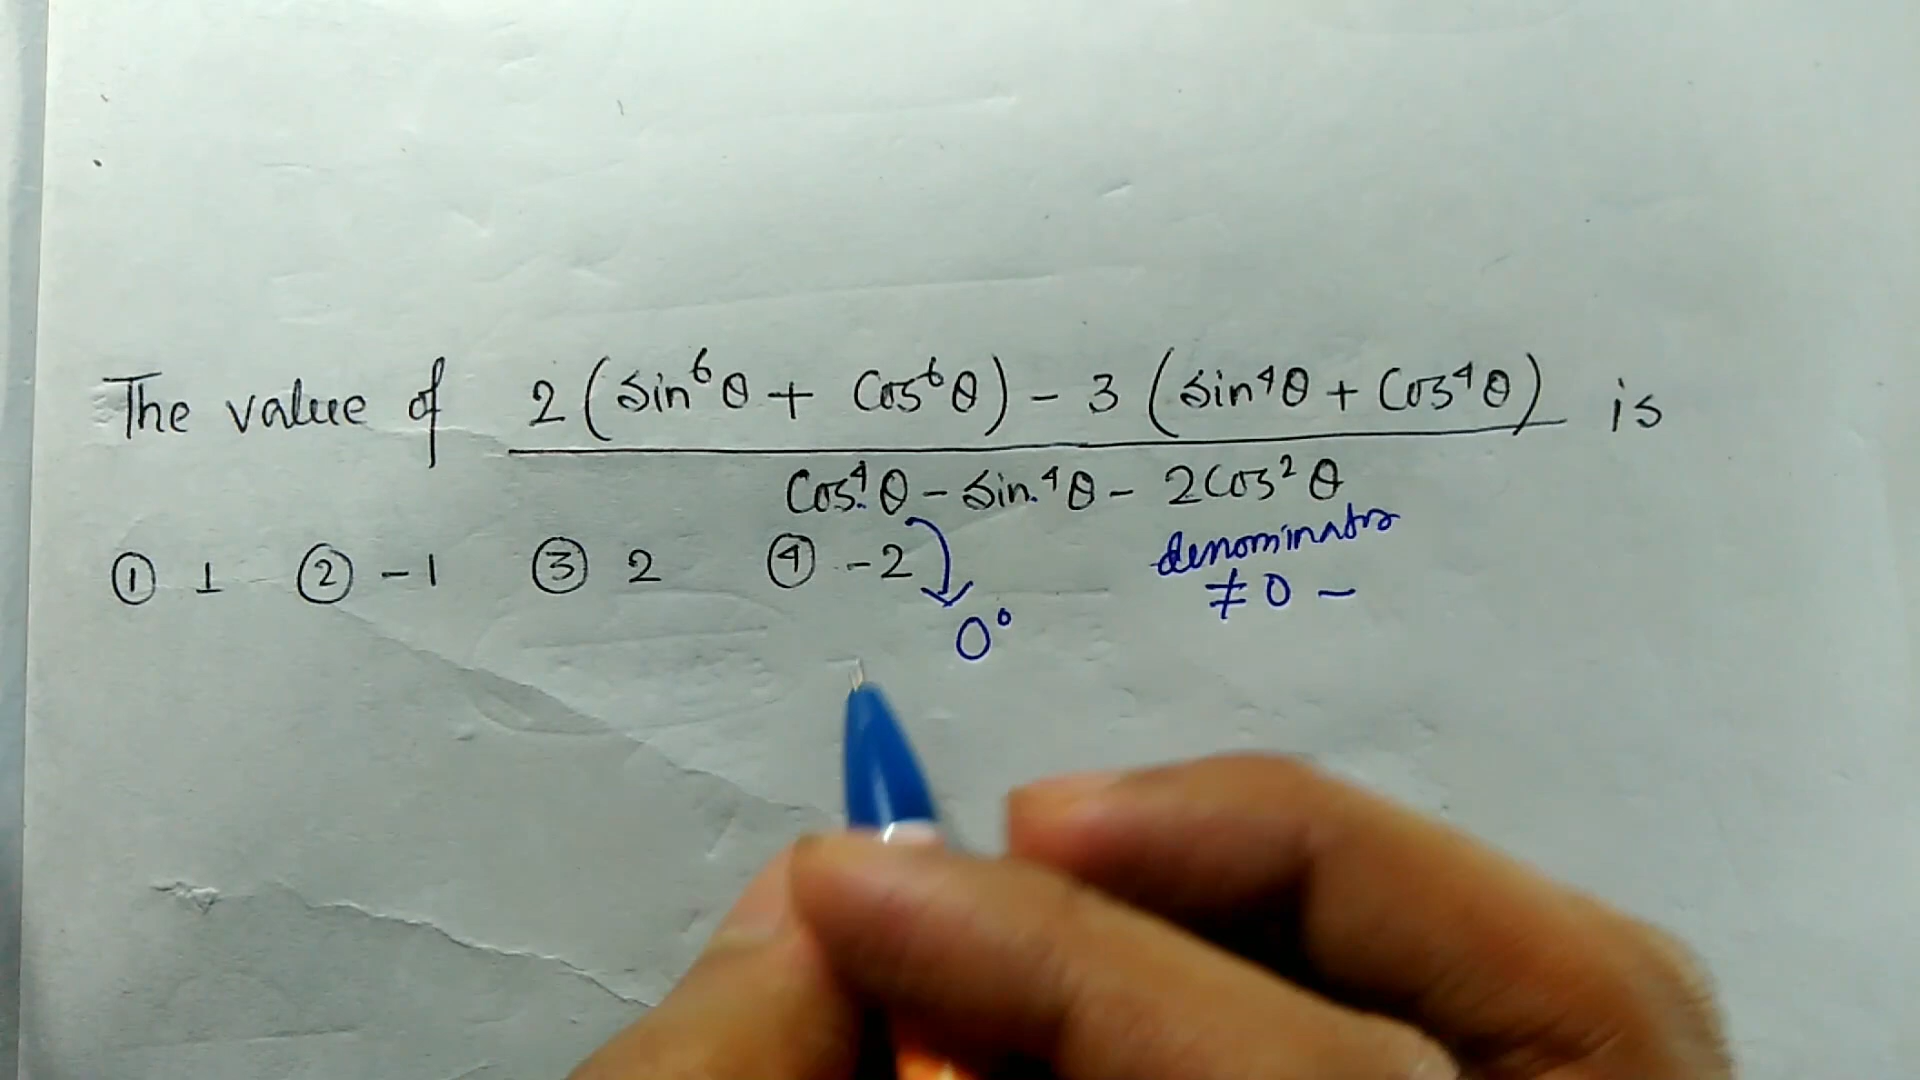 The value of 2 (sin⁶θ + cos⁶θ) - 3 (sin⁴θ + cos⁴θ) is
cos⁴θ - sin⁴θ - 2cos²θ
① 1 ② -1 ③ 2 ④ -2
denominator
≠ 0 -
0°